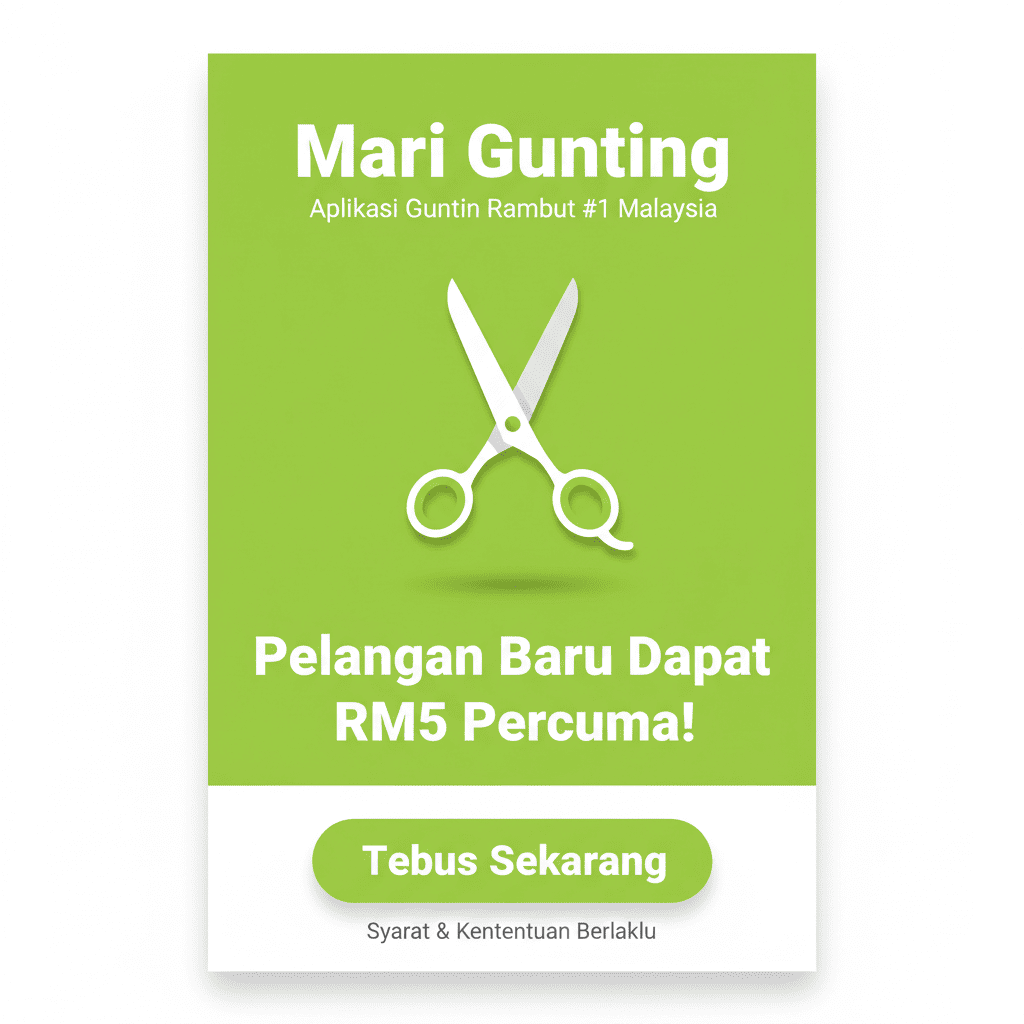 Mari Gunting
Aplikasi Guntin Rambut #1 Malaysia
Pelangan Baru Dapat
RM5 Percuma!
Tebus Sekarang
Syarat & Kententuan Berlaklu